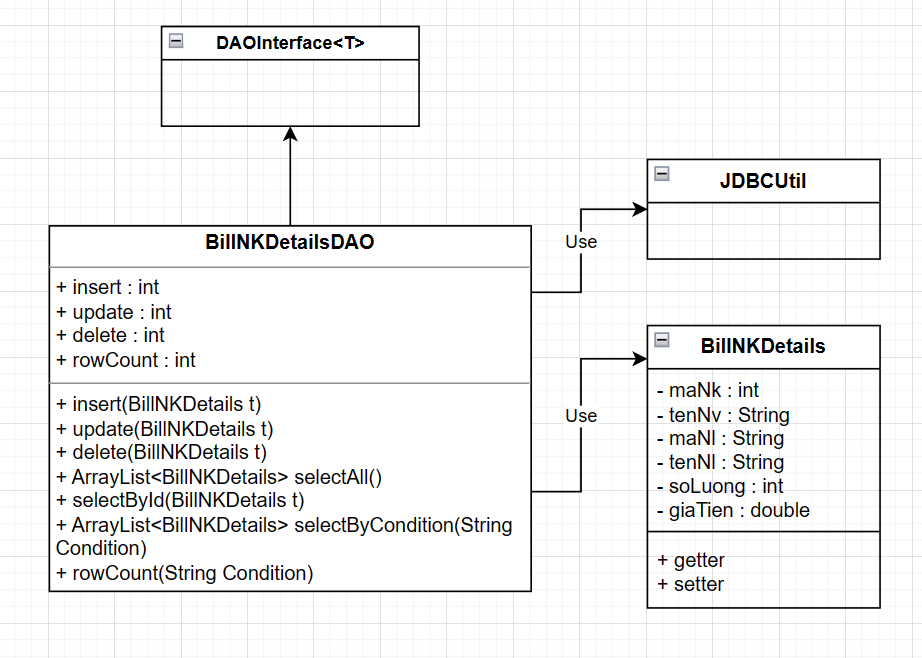 DAOInterface<T>
JDBCUtil
BillNKDetailsDAO
+ insert : int
+ update : int
+ delete : int
+ rowCount : int
+ insert(BillNKDetails t)
+ update(BillNKDetails t)
+ delete(BillNKDetails t)
+ ArrayList<BillNKDetails> selectAll()
+ selectById(BillNKDetails t)
+ ArrayList<BillNKDetails> selectByCondition(String
Condition)
+ rowCount(String Condition)
Use
Use
BillNKDetails
- maNk : int
- tenNv : String
- maNl : String
- tenNl : String
- soLuong : int
- giaTien : double
+ getter
+ setter